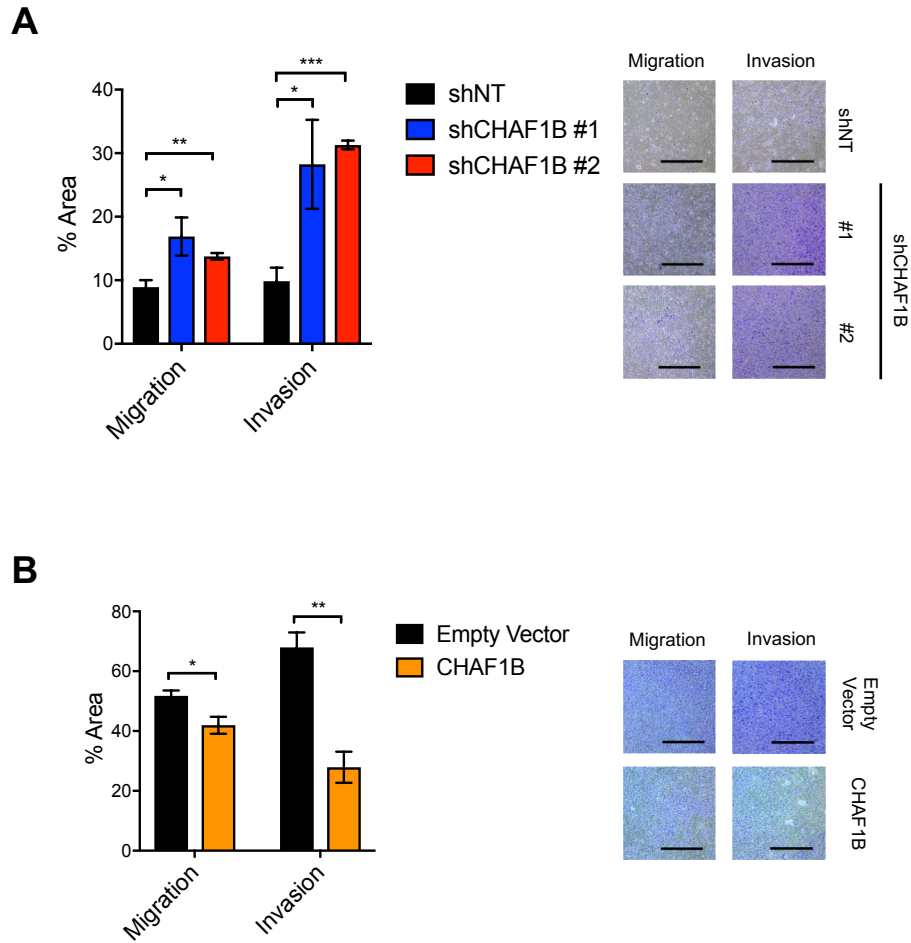 A
Migration
Invasion
40
30
20
10
0
% Area
***
*
**
*
Migration
Invasion
shNT
shCHAF1B #1
shCHAF1B #2
shNT
#1
#2
shCHAF1B
B
80
60
40
20
0
% Area
**
*
Migration
Invasion
Empty Vector
CHAF1B
Migration
Invasion
Empty
Vector
CHAF1B